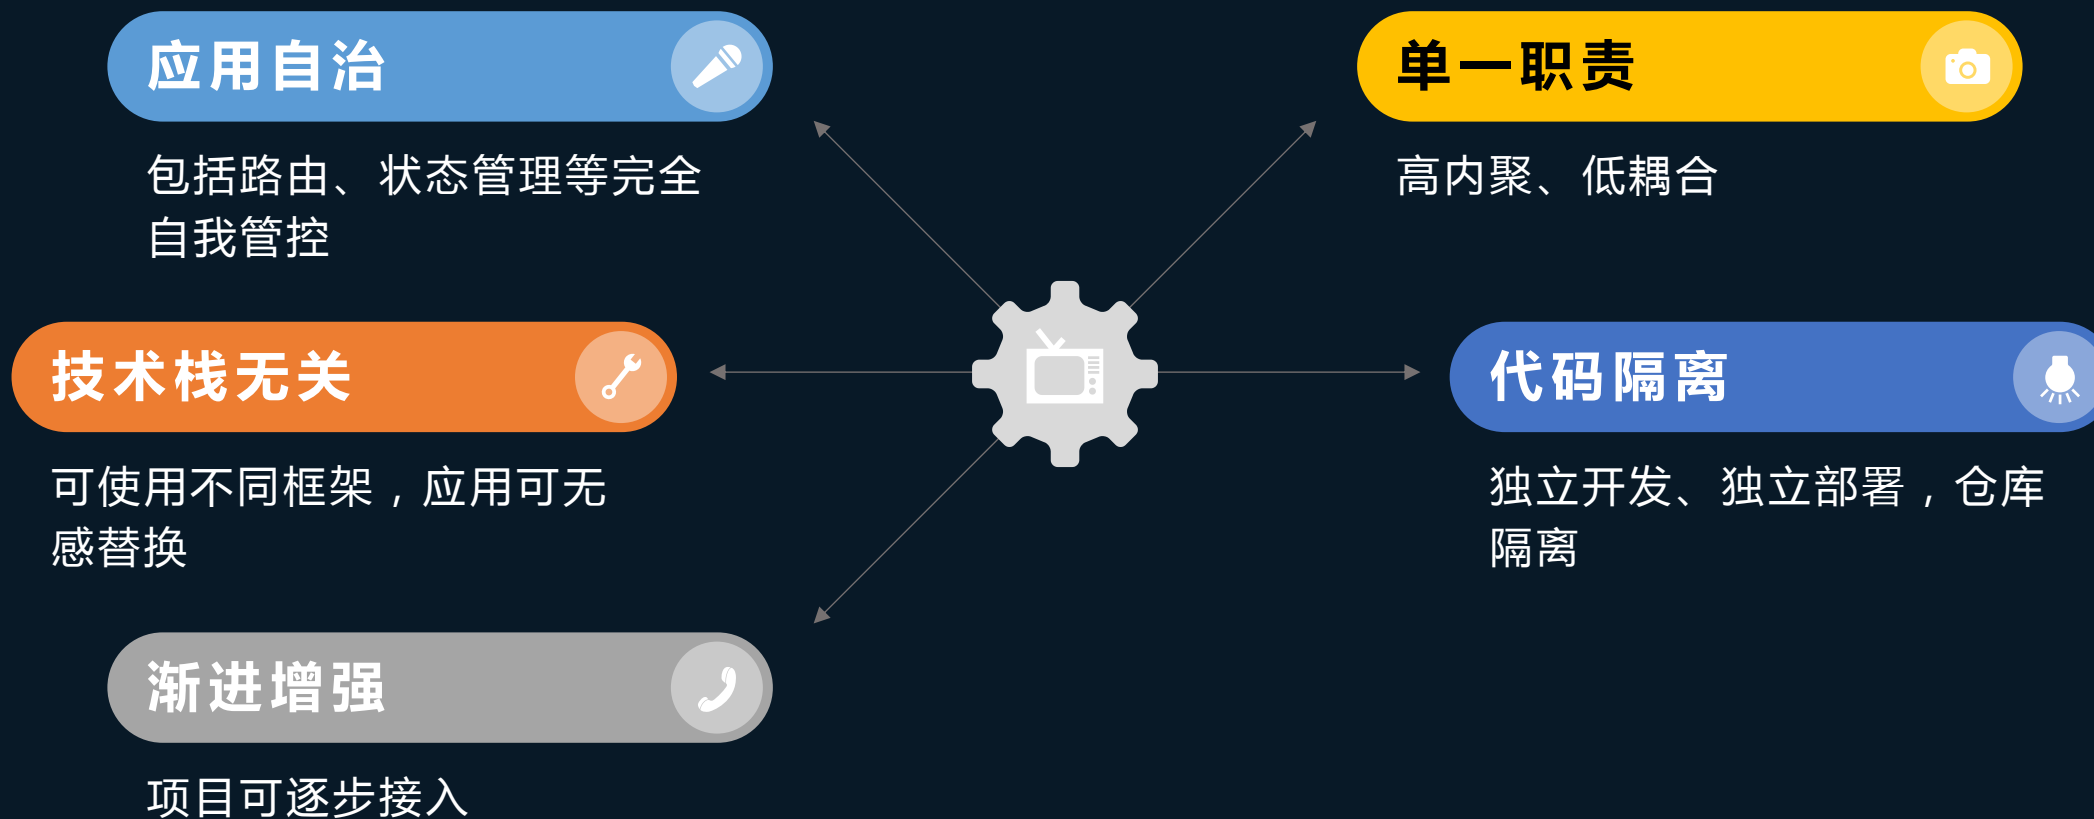 应用自治
包括路由、状态管理等完全
自我管控
单一职责
高内聚、低耦合
技术栈无关
可使用不同框架，应用可无
感替换
代码隔离
独立开发、独立部署，仓库
隔离
渐进增强
项目可逐步接入